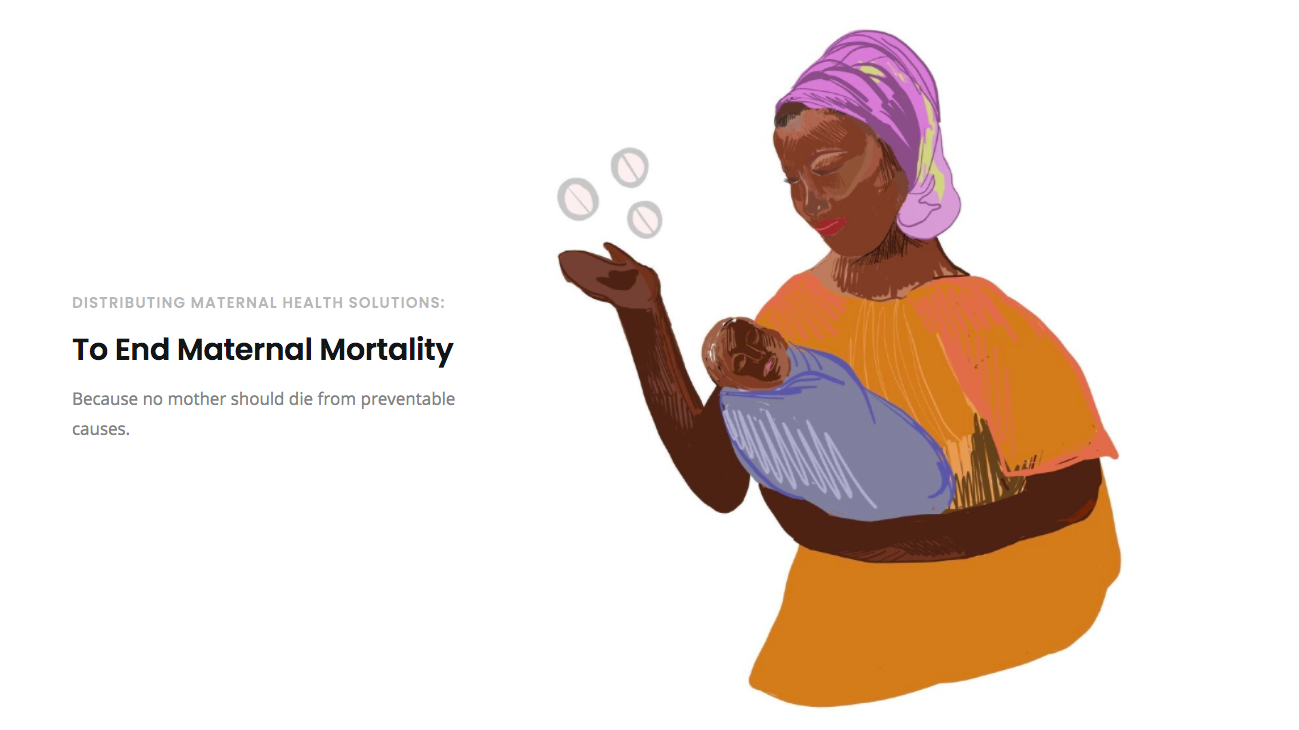 DISTRIBUTING MATERNAL HEALTH SOLUTIONS:
To End Maternal Mortality
Because no mother should die from preventable
causes.